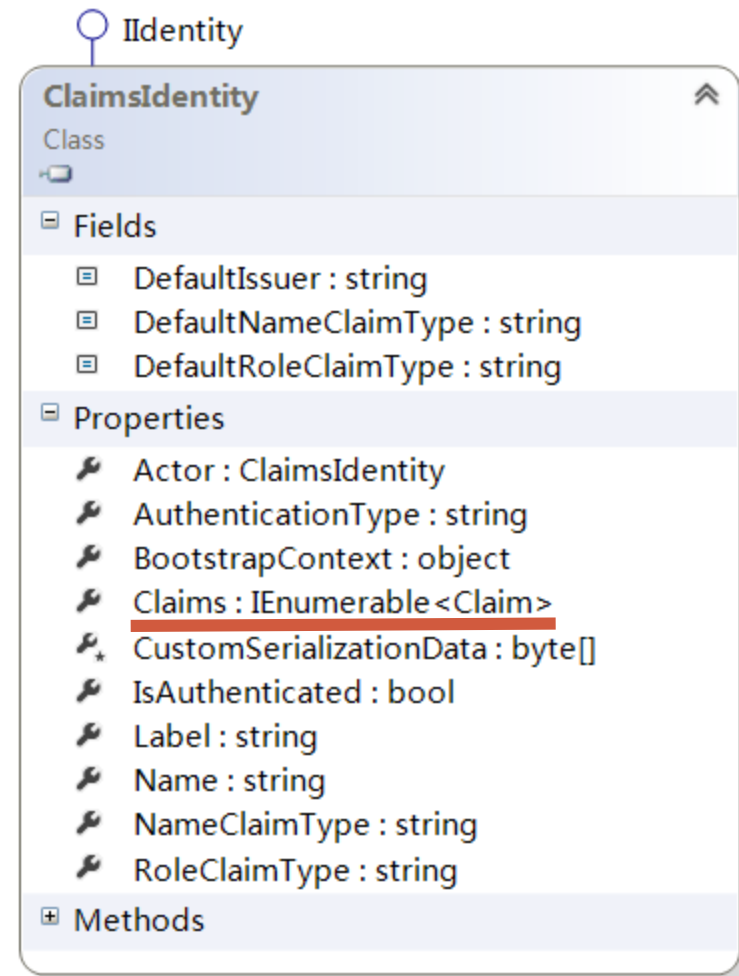 IIdentity
ClaimsIdentity
Class
Fields
DefaultIssuer : string
DefaultNameClaimType : string
DefaultRoleClaimType : string
Properties
Actor : ClaimsIdentity
AuthenticationType : string
BootstrapContext : object
Claims : IEnumerable<Claim>
CustomSerializationData : byte[]
IsAuthenticated : bool
Label : string
Name : string
NameClaimType : string
RoleClaimType : string
Methods